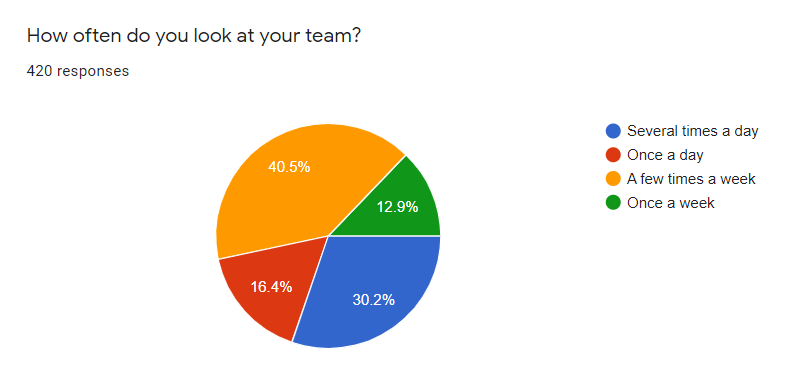 How often do you look at your team?
420 responses
Several times a day
Once a day
A few times a week
Once a week
40.5%
12.9%
16.4%
30.2%